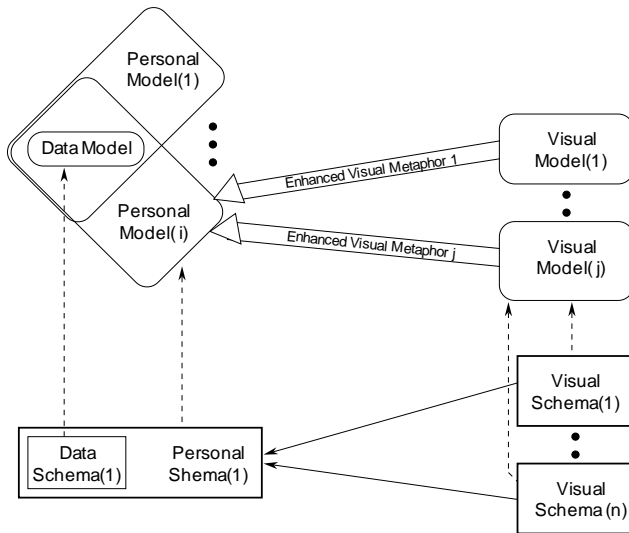 Personal
Model(1)
Data Model
Personal
Model(i)
Enhanced Visual Metaphor 1
Enhanced Visual Metaphor j
Visual
Model(1)
Visual
Model(j)
Visual
Schema(1)
Visual
Schema(n)
Data
Schema(1)
Personal
Shema(1)